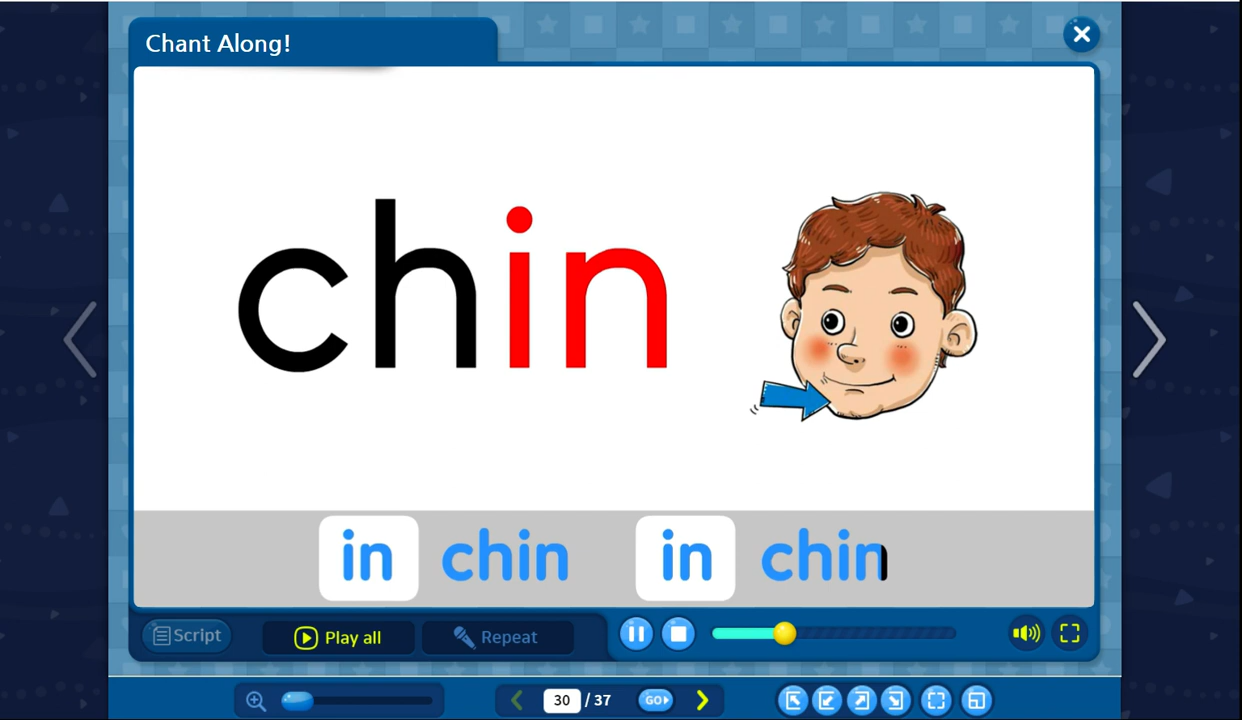 Chant Along!
chin
in chin in chin
Script Play all Repeat
30 / 37 GO